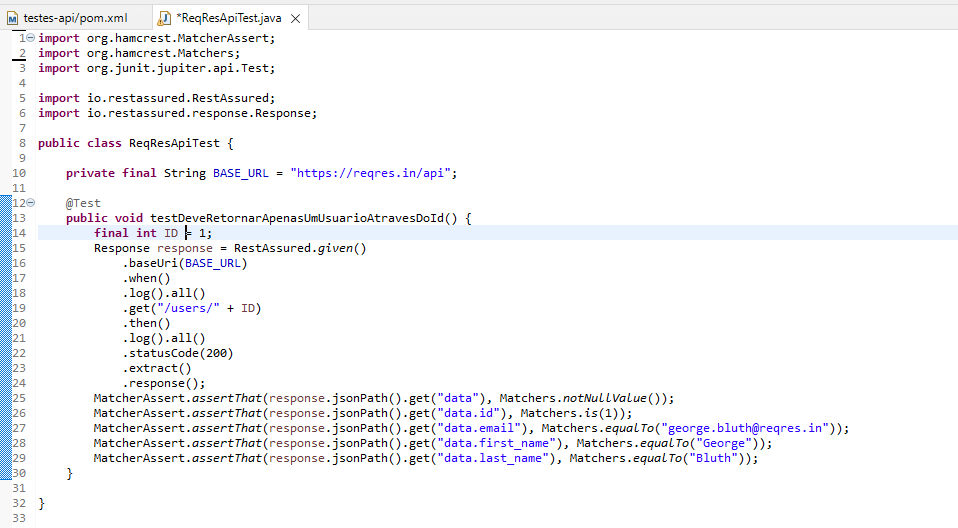 testes-api/pom.xml
*ReqResApiTest.java
1 import org.hamcrest.MatcherAssert;
2 import org.hamcrest.Matchers;
3 import org.junit.jupiter.api.Test;
4
5 import io.restassured.RestAssured;
6 import io.restassured.response.Response;
7
8 public class ReqResApiTest {
9
10     private final String BASE_URL = "https://reqres.in/api";
11
12     @Test
13     public void testDeveRetornarApenasUmUsuarioAtravesDoId() {
14         final int ID = 1;
15         Response response = RestAssured.given()
16             .baseUri(BASE_URL)
17             .when()
18             .log().all()
19             .get("/users/" + ID)
20             .then()
21             .log().all()
22             .statusCode(200)
23             .extract()
24             .response();
25         MatcherAssert.assertThat(response.jsonPath().get("data"), Matchers.notNullValue());
26         MatcherAssert.assertThat(response.jsonPath().get("data.id"), Matchers.is(1));
27         MatcherAssert.assertThat(response.jsonPath().get("data.email"), Matchers.equalTo("george.bluth@reqres.in"));
28         MatcherAssert.assertThat(response.jsonPath().get("data.first_name"), Matchers.equalTo("George"));
29         MatcherAssert.assertThat(response.jsonPath().get("data.last_name"), Matchers.equalTo("Bluth"));
30     }
31
32 }
33